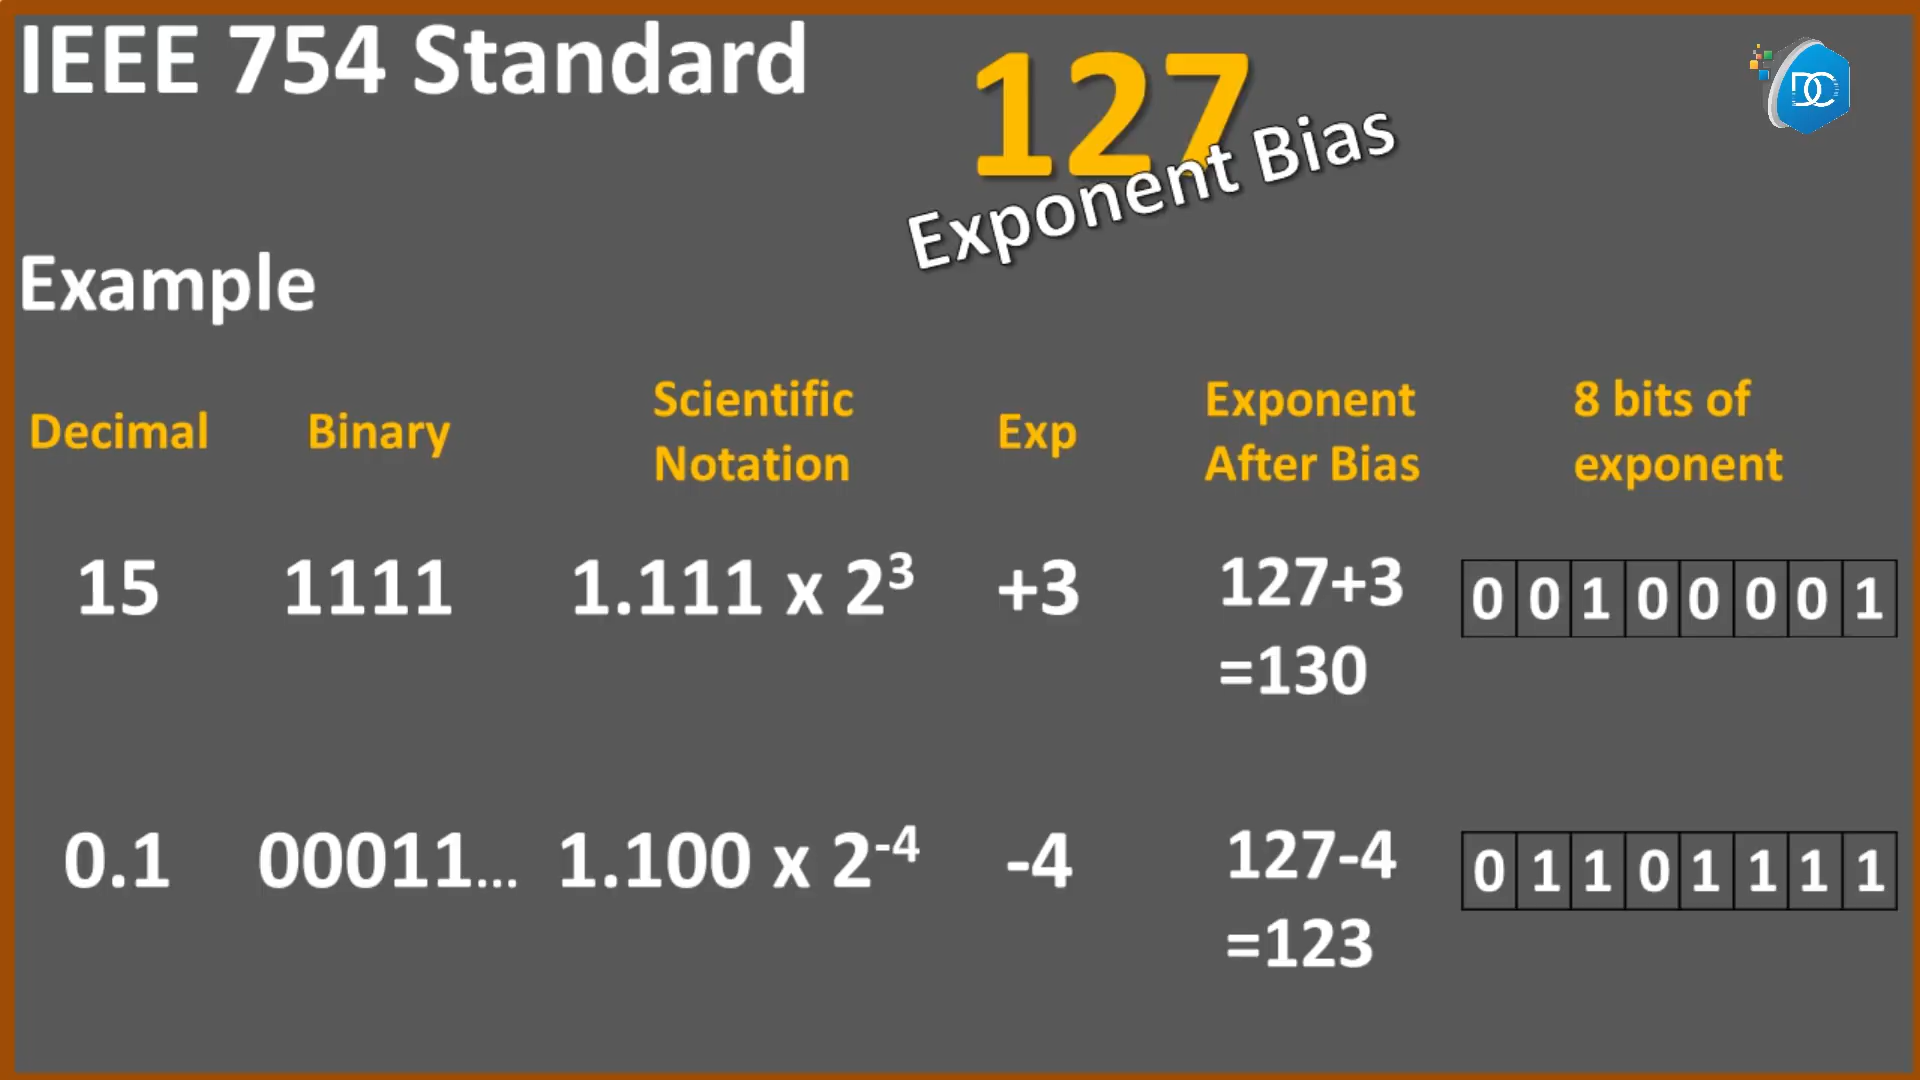 IEEE 754 Standard
127
Exponent Bias
DC
Example
Decimal Binary Scientific Notation Exp Exponent After Bias 8 bits of exponent
15 1111 1.111 x 2³ +3 127+3 0 0 1 0 0 0 0 1
=130
0.1 00011... 1.100 x 2⁻⁴ -4 127-4 0 1 1 0 1 1 1 1
=123